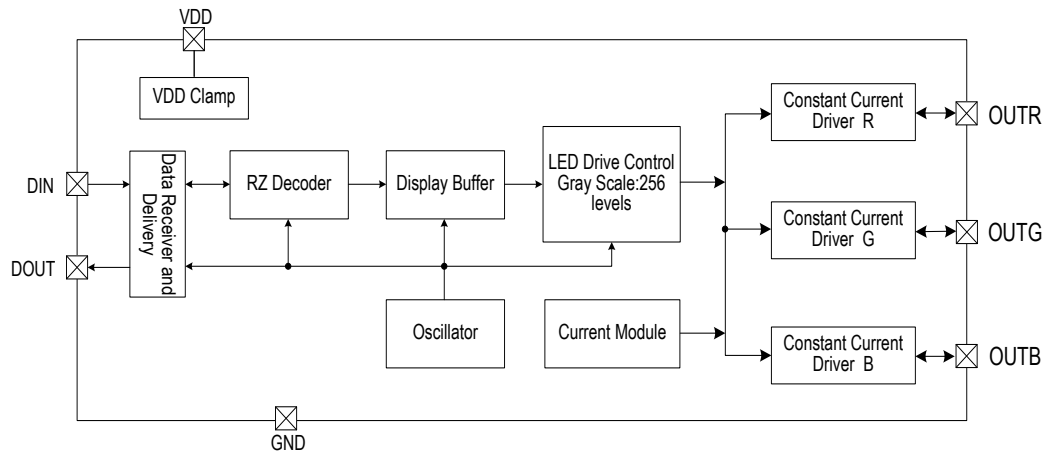 VDD
VDD Clamp
DIN
Data Receiver and
Delivery
RZ Decoder
Display Buffer
LED Drive Control
Gray Scale:256
levels
Constant Current
Driver R
OUTR
Constant Current
Driver G
OUTG
DOUT
Oscillator
Current Module
Constant Current
Driver B
OUTB
GND